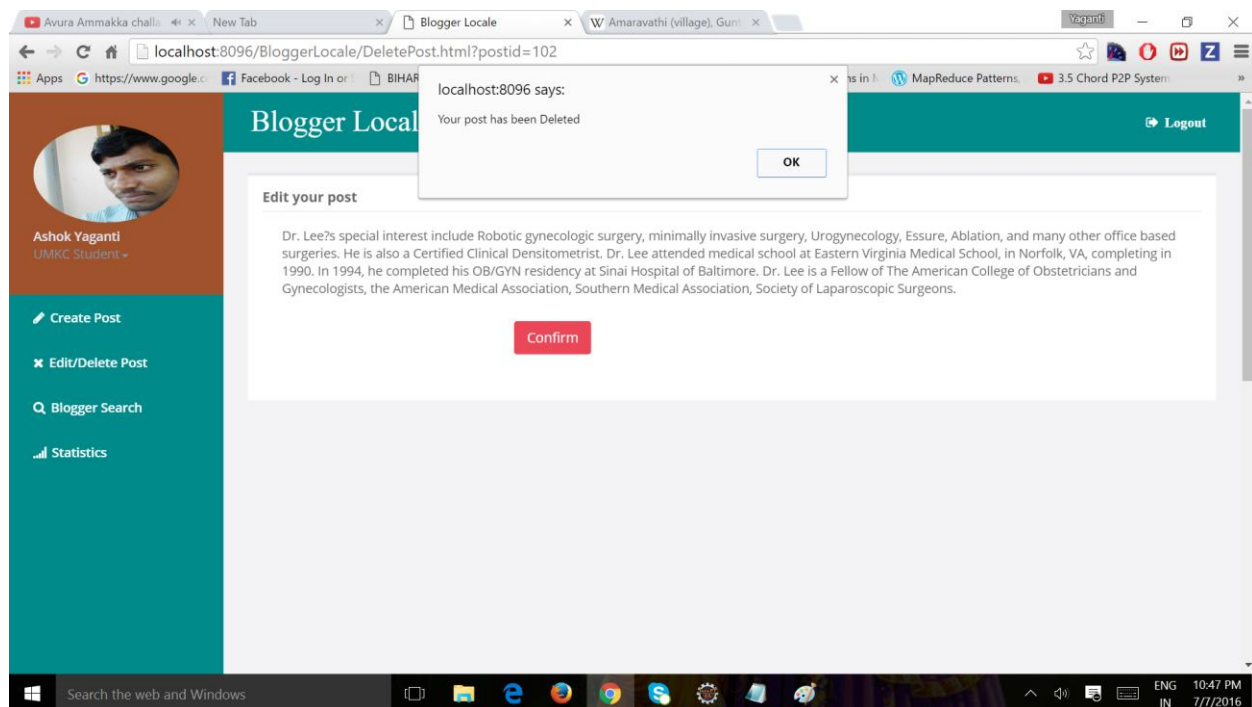 Avura Ammakka challa
New Tab
Blogger Locale
Amaravathi (village), Gunt
Yaganti
localhost:8096/BloggerLocale/DeletePost.html?postid=102
Apps
https://www.google.c
Facebook - Log In or
BIHAR
ns in
MapReduce Patterns,
3.5 Chord P2P System
»
localhost:8096 says:
Your post has been Deleted
OK
Blogger Local
Logout
Edit your post
Dr. Lee?s special interest include Robotic gynecologic surgery, minimally invasive surgery, Urogynecology, Essure, Ablation, and many other office based
surgeries. He is also a Certified Clinical Densitometrist. Dr. Lee attended medical school at Eastern Virginia Medical School, in Norfolk, VA, completing in
1990. In 1994, he completed his OB/GYN residency at Sinai Hospital of Baltimore. Dr. Lee is a Fellow of The American College of Obstetricians and
Gynecologists, the American Medical Association, Southern Medical Association, Society of Laparoscopic Surgeons.
Confirm
Ashok Yaganti
UMKC Student
Create Post
Edit/Delete Post
Blogger Search
Statistics
Search the web and Windows
ENG
IN
10:47 PM
7/7/2016